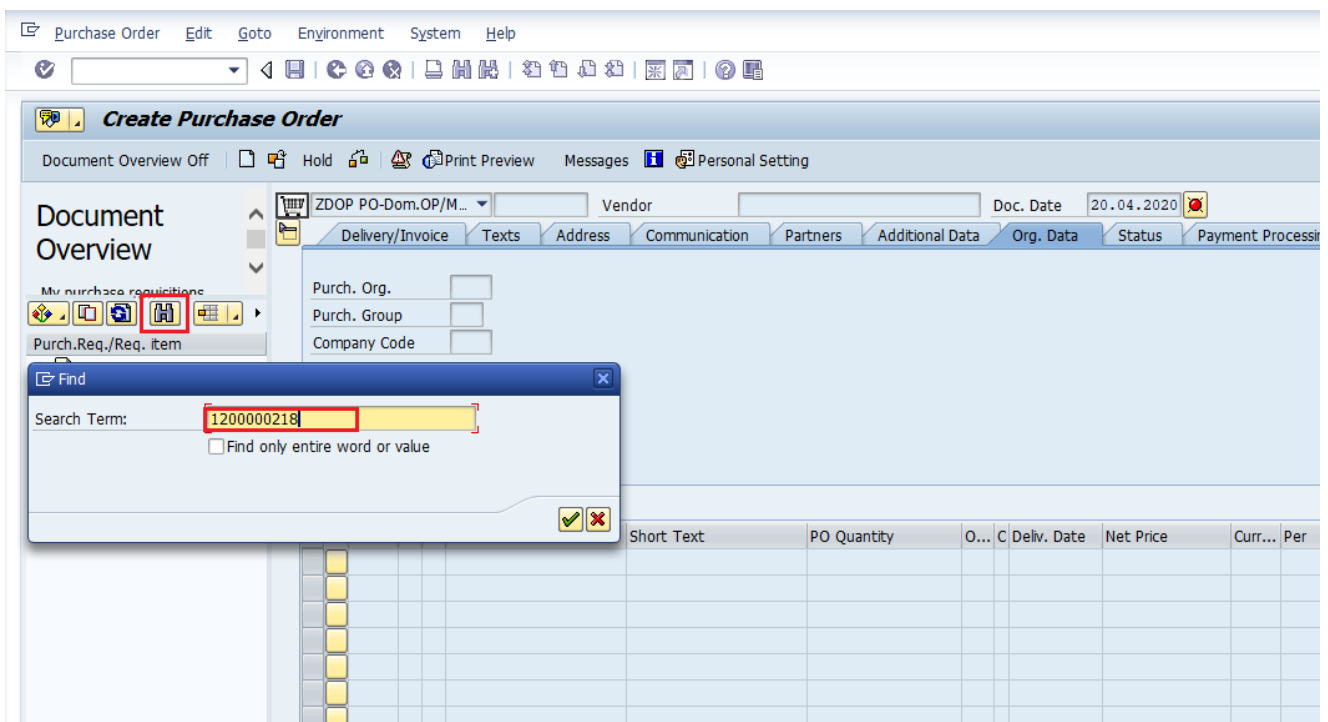 Purchase Order Edit Goto Environment System Help
Create Purchase Order
Document Overview Off Hold Print Preview Messages Personal Setting
Document Overview
ZDOP PO-Dom.OP/M... Vendor Doc. Date 20.04.2020
Delivery/Invoice Texts Address Communication Partners Additional Data Org. Data Status Payment Processin
My purchase requisitions
Purch. Org.
Purch. Group
Company Code
Purch.Req./Req. item
Find
Search Term: 1200000218
Find only entire word or value
Short Text PO Quantity O... C Deliv. Date Net Price Curr... Per